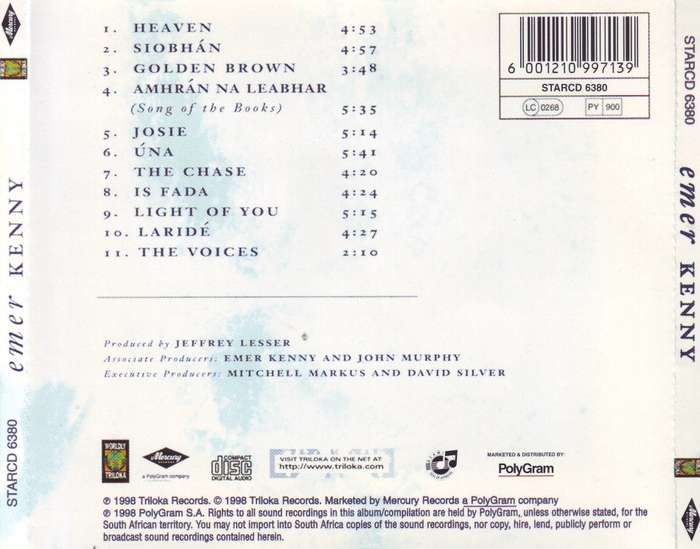 1. HEAVEN 4:53
2. SIOBHÁN 4:57
3. GOLDEN BROWN 3:48
4. AMHRÁN NA LEABHAR
(Song of the Books) 5:35
5. JOSIE 5:14
6. ÚNA 5:41
7. THE CHASE 4:20
8. IS FADA 4:24
9. LIGHT OF YOU 5:15
10. LARIDÉ 4:27
11. THE VOICES 2:10
Produced by JEFFREY LESSER
Associate Producers: EMER KENNY AND JOHN MURPHY
Executive Producers: MITCHELL MARKUS AND DAVID SILVER
6 001210 997139
STARCD 6380
LC 0268 PY 900
Mercury
emer KENNY
STARCD 6380
STARCD 6380
emer KENNY
WORLDLY
TRILOKA
Mercury
a PolyGram company
COMPACT
disc
DIGITAL AUDIO
VISIT TRILOKA ON THE NET AT
http://www.triloka.com
MARKETED & DISTRIBUTED BY:
PolyGram
℗ 1998 Triloka Records. © 1998 Triloka Records. Marketed by Mercury Records a PolyGram company
℗ 1998 PolyGram S.A. Rights to all sound recordings in this album/compilation are held by PolyGram, unless otherwise stated, for the
South African territory. You may not import into South Africa copies of the sound recordings, nor copy, hire, lend, publicly perform or
broadcast sound recordings contained herein.